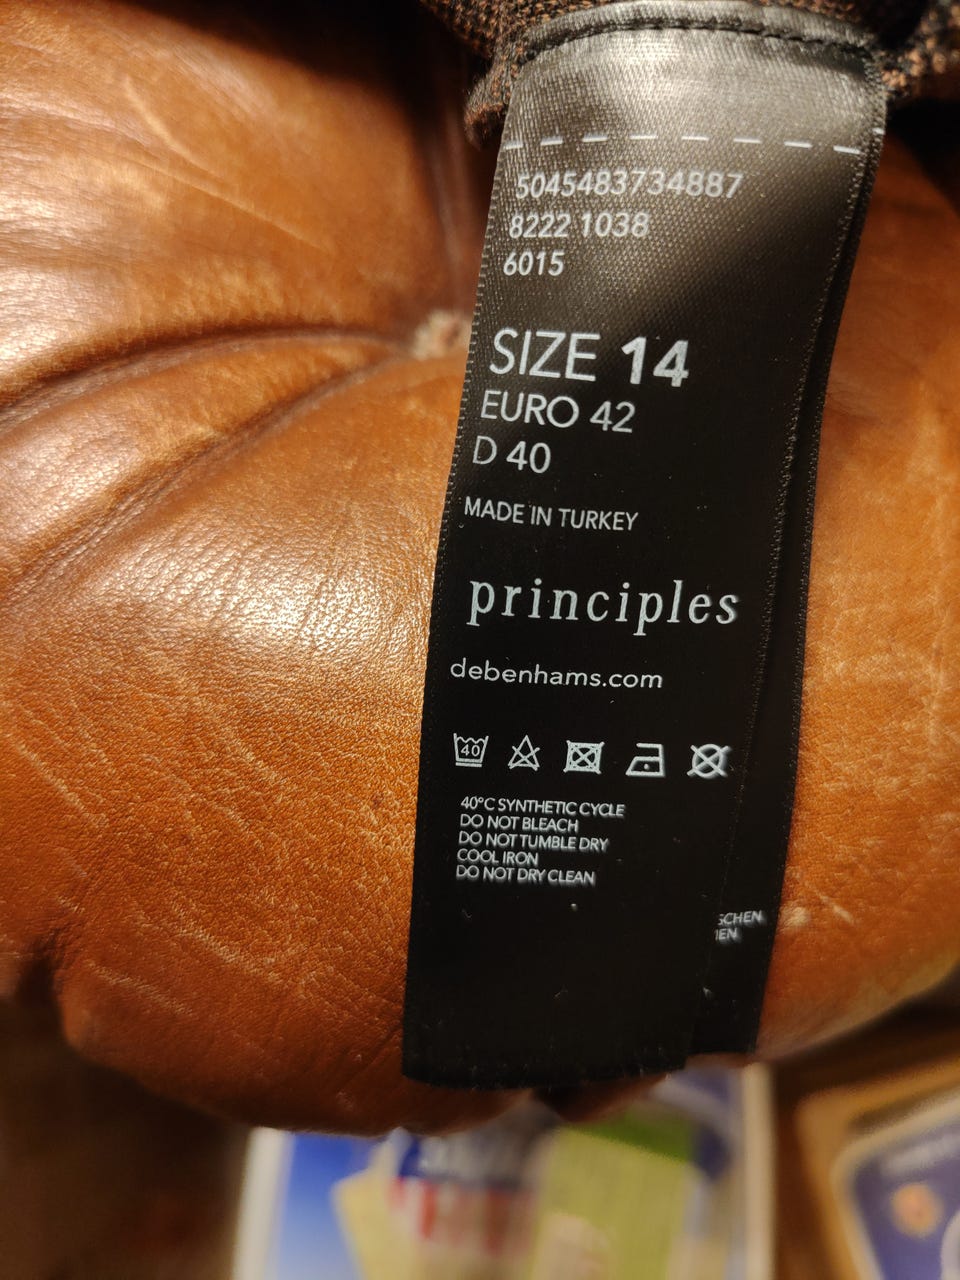 5045483734887
8222 1038
6015
SIZE 14
EURO 42
D 40
MADE IN TURKEY
principles
debenhams.com
40
40°C SYNTHETIC CYCLE
DO NOT BLEACH
DO NOT TUMBLE DRY
COOL IRON
DO NOT DRY CLEAN